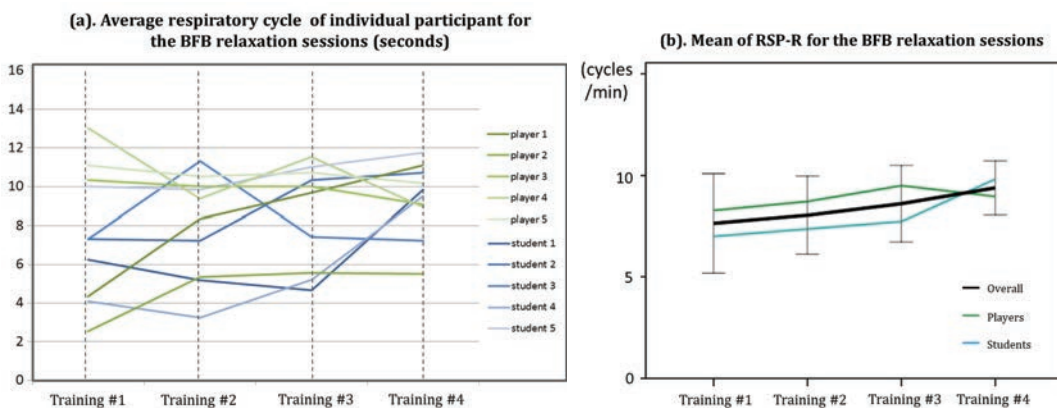 (a). Average respiratory cycle of individual participant for
the BFB relaxation sessions (seconds)
16
14
12
10
8
6
4
2
0
Training #1 Training #2 Training #3 Training #4
player 1
player 2
player 3
player 4
player 5
student 1
student 2
student 3
student 4
student 5
(b). Mean of RSP-R for the BFB relaxation sessions
(cycles
/min)
10
5
0
Overall
Players
Students
Training #1 Training #2 Training #3 Training #4